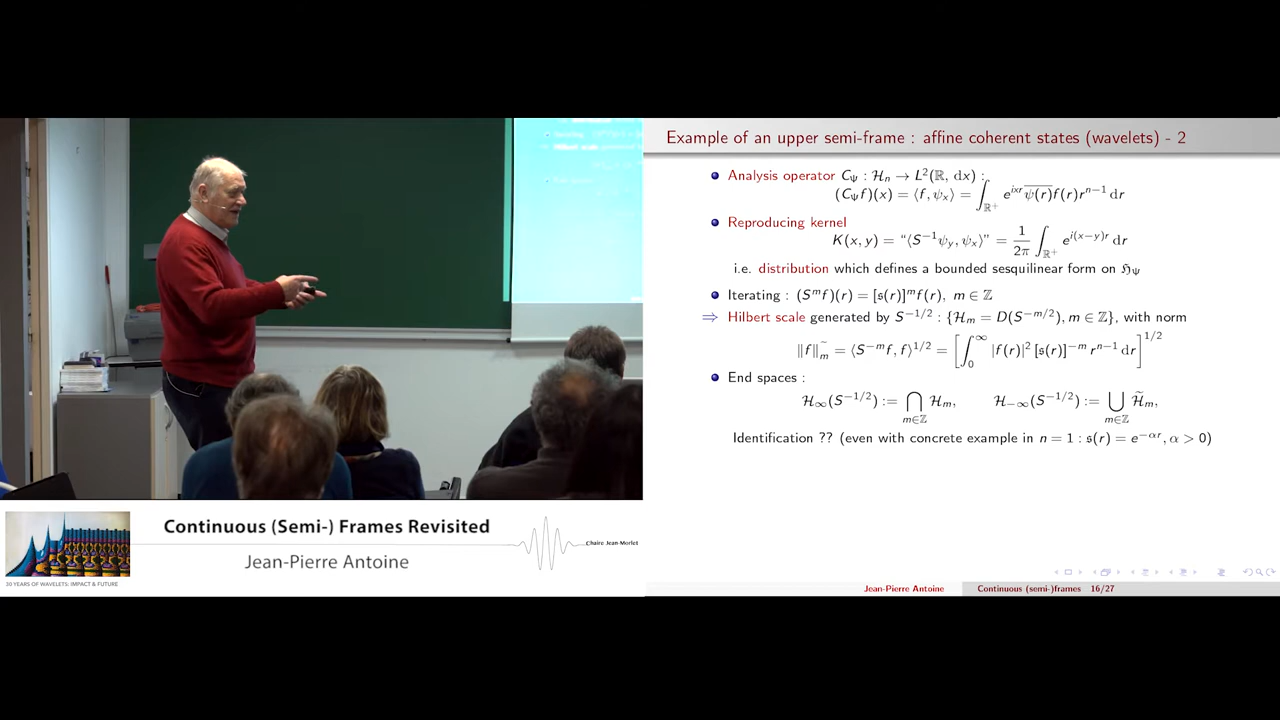 Continuous (Semi-) Frames Revisited
Jean-Pierre Antoine
Chaire Jean-Morlet
30 YEARS OF WAVELETS: IMPACT & FUTURE
Example of an upper semi-frame : affine coherent states (wavelets) - 2
Analysis operator C_Ψ : ℋ_n → L²(ℝ, dx) :
(C_Ψ f)(x) = ⟨f, ψ_x⟩ = ∫_{ℝ⁺} e^{ixr} \overline{ψ(r)} f(r) r^{n−1} dr
Reproducing kernel
K(x, y) = “⟨S^{−1}ψ_y, ψ_x⟩” = \frac{1}{2π} ∫_{ℝ⁺} e^{i(x−y)r} dr
i.e. distribution which defines a bounded sesquilinear form on ℌ_Ψ
Iterating : (S^m f)(r) = [𝔰(r)]^m f(r), m ∈ ℤ
⇒ Hilbert scale generated by S^{−1/2} : {ℋ_m = D(S^{−m/2}), m ∈ ℤ}, with norm
‖f‖_m^~ = ⟨S^{−m} f, f⟩^{1/2} = [∫_0^∞ |f(r)|² [𝔰(r)]^{−m} r^{n−1} dr]^{1/2}
End spaces :
ℋ_∞(S^{−1/2}) := ⋂_{m∈ℤ} ℋ_m, ℋ_{−∞}(S^{−1/2}) := ⋃_{m∈ℤ} \widetilde{ℋ}_m,
Identification ?? (even with concrete example in n = 1 : 𝔰(r) = e^{−αr}, α > 0)
Jean-Pierre Antoine Continuous (semi-)frames 16/27